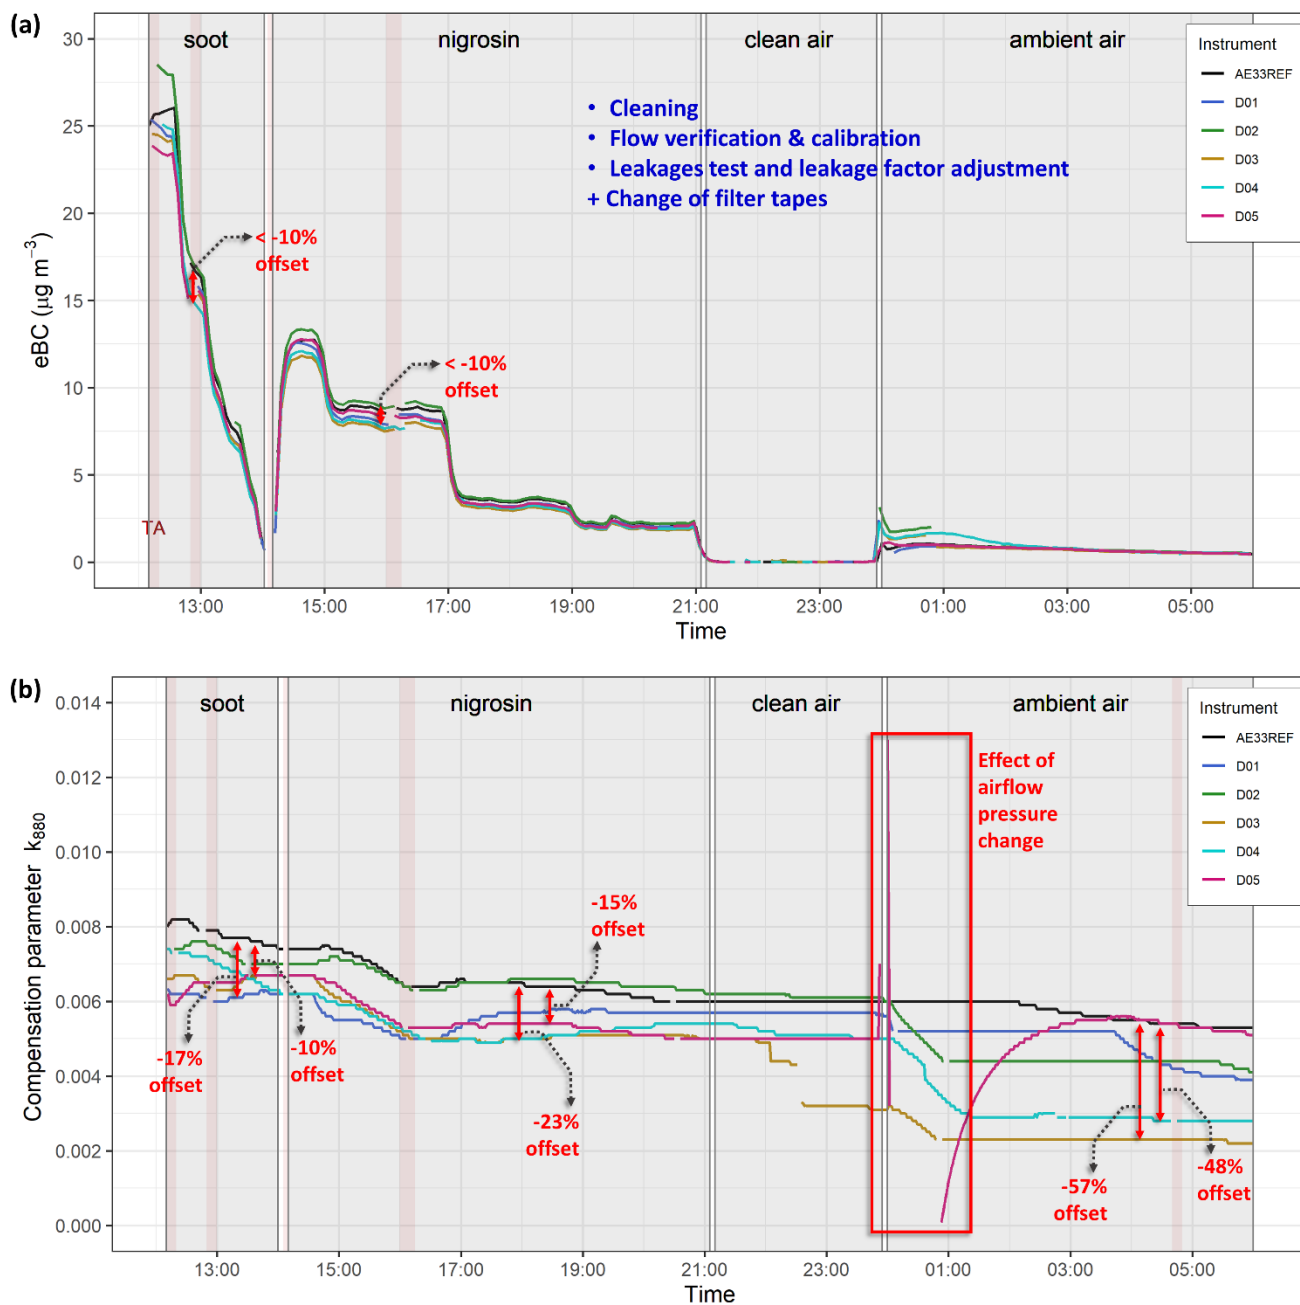 (a)
soot
nigrosin
clean air
ambient air
Instrument
AE33REF
D01
D02
D03
D04
D05
• Cleaning
• Flow verification & calibration
• Leakages test and leakage factor adjustment
+ Change of filter tapes
< -10%
offset
< -10%
offset
TA
eBC (μg m⁻³)
30
25
20
15
10
5
0
13:00
15:00
17:00
19:00
21:00
23:00
01:00
03:00
05:00
Time
(b)
soot
nigrosin
clean air
ambient air
Instrument
AE33REF
D01
D02
D03
D04
D05
Effect of
airflow
pressure
change
-15%
offset
-17%
offset
-10%
offset
-23%
offset
-57%
offset
-48%
offset
Compensation parameter k₈₈₀
0.014
0.012
0.010
0.008
0.006
0.004
0.002
0.000
13:00
15:00
17:00
19:00
21:00
23:00
01:00
03:00
05:00
Time